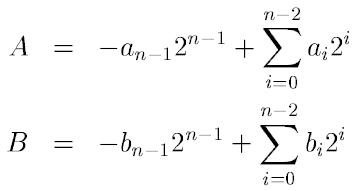 A = −a_{n−1}2^{n−1} + \sum_{i=0}^{n−2} a_i 2^i
B = −b_{n−1}2^{n−1} + \sum_{i=0}^{n−2} b_i 2^i